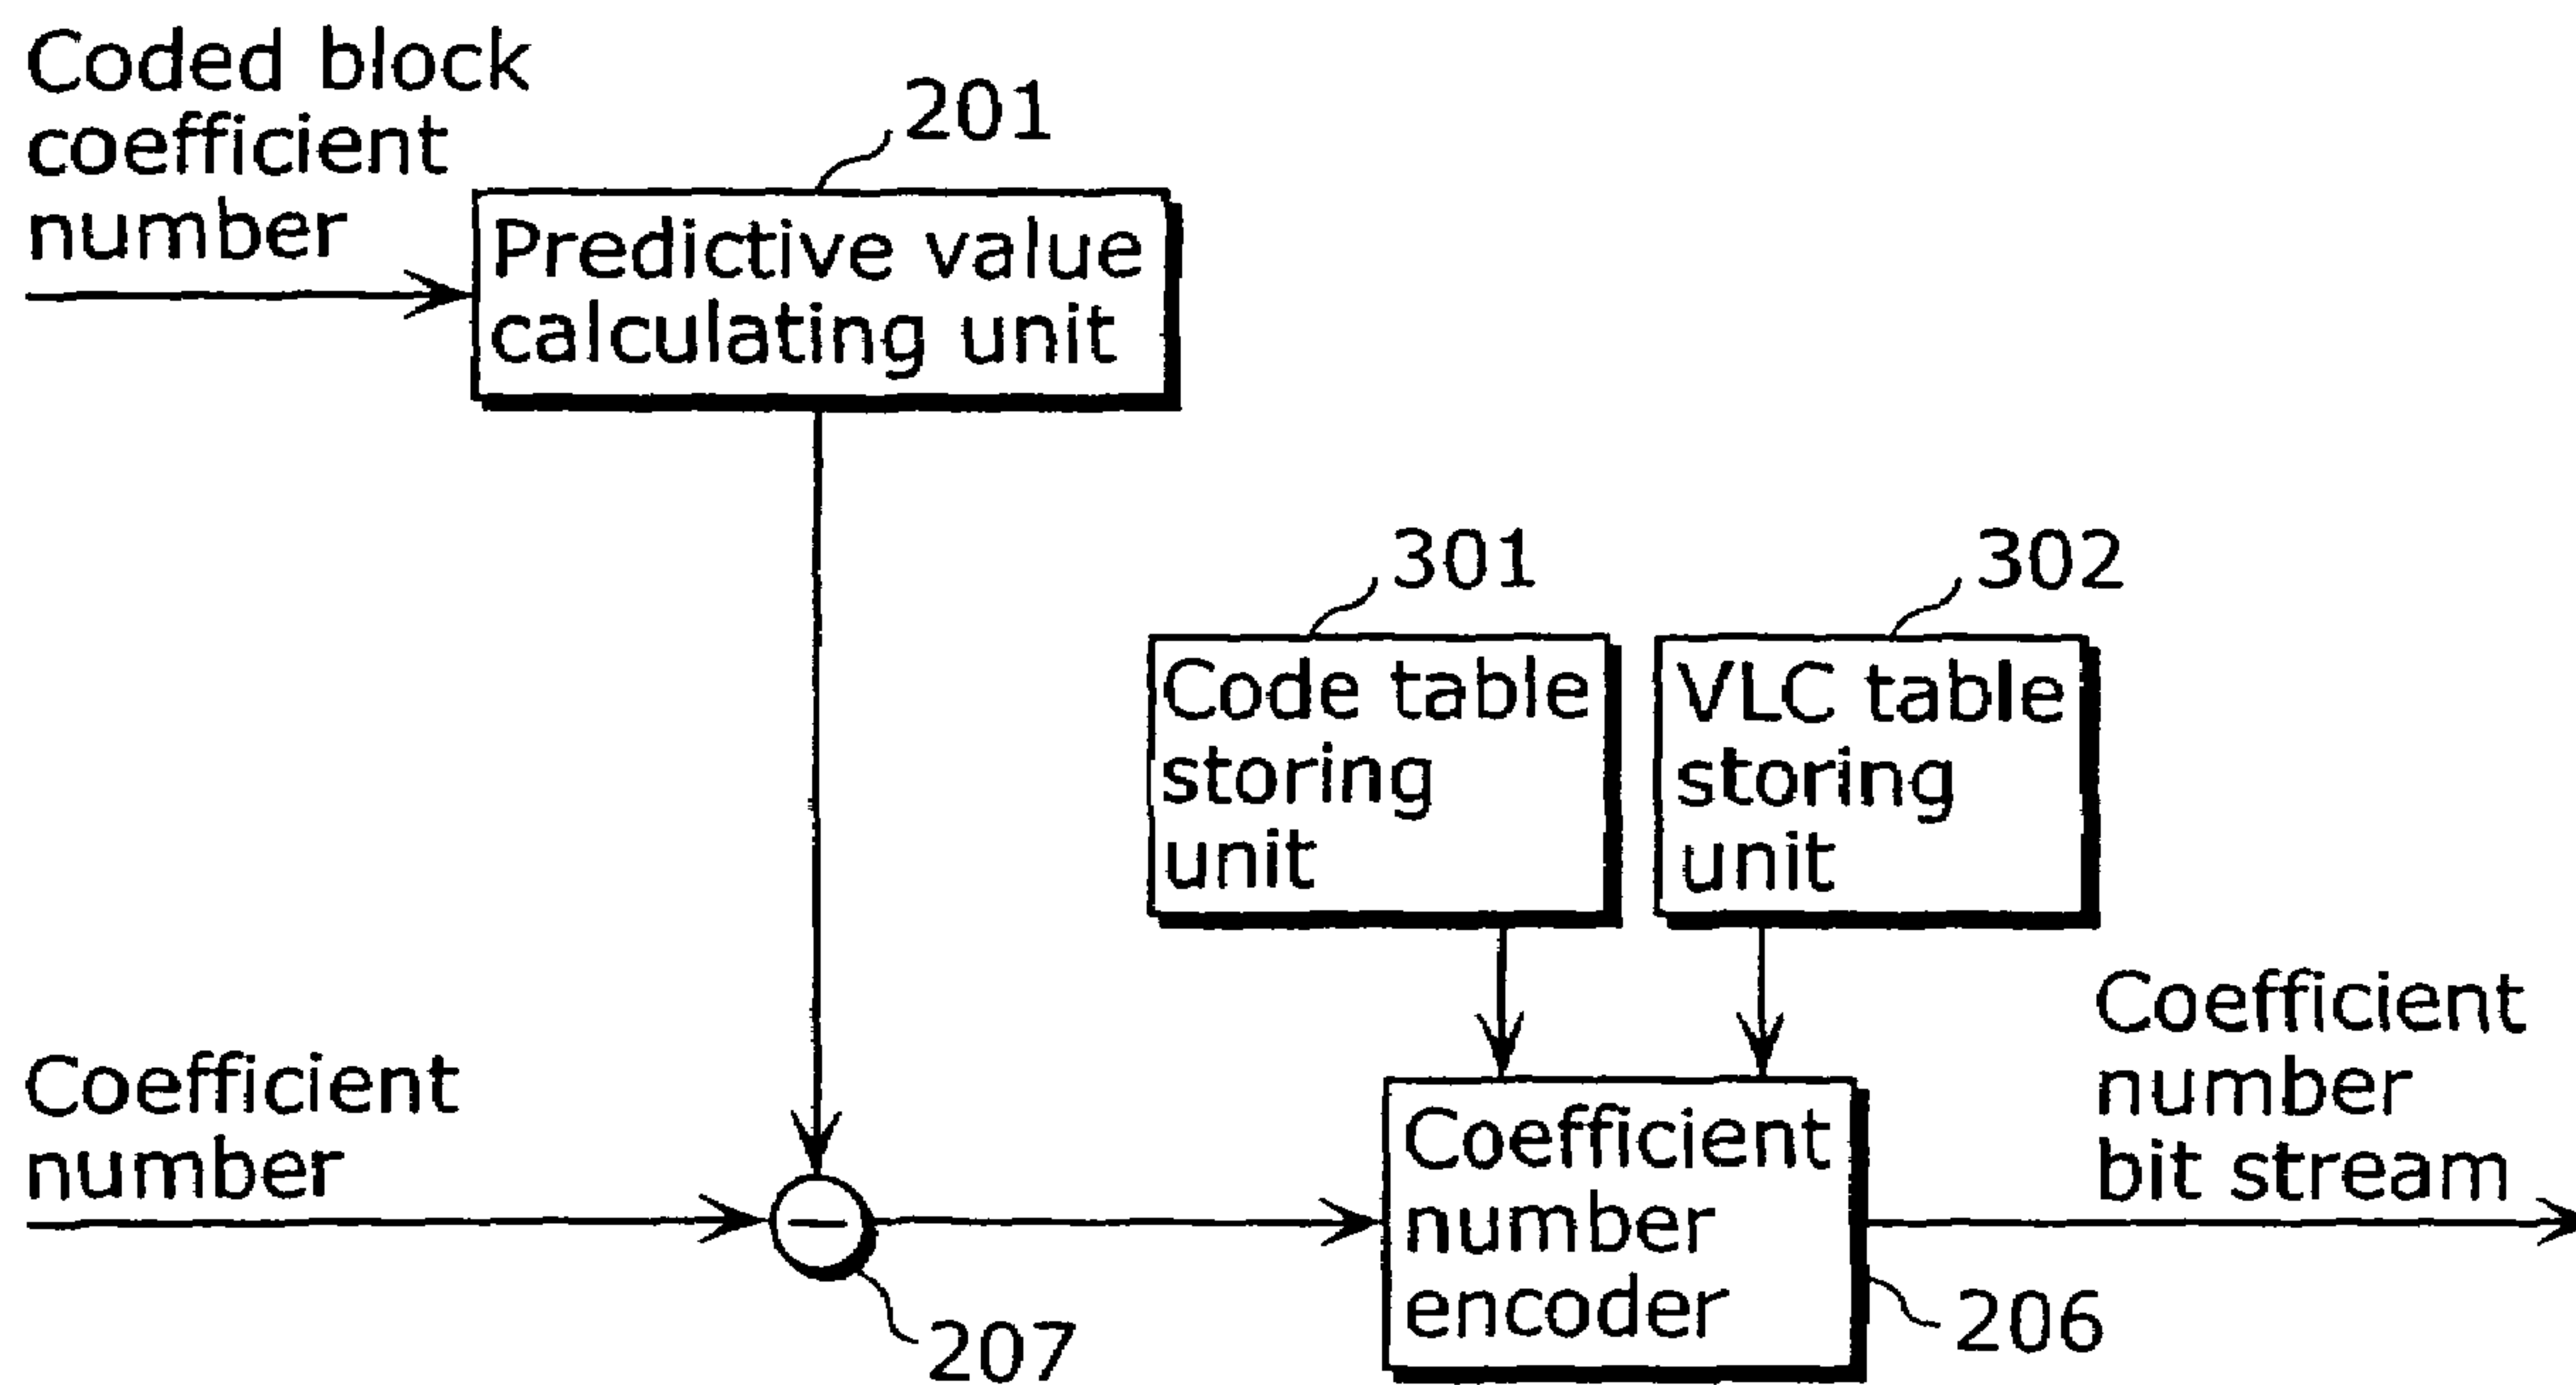 Coded block
coefficient
number
201
Predictive value
calculating unit
301
302
Code table
storing
unit
VLC table
storing
unit
Coefficient
number
Coefficient
number
encoder
Coefficient
number
bit stream
207
206